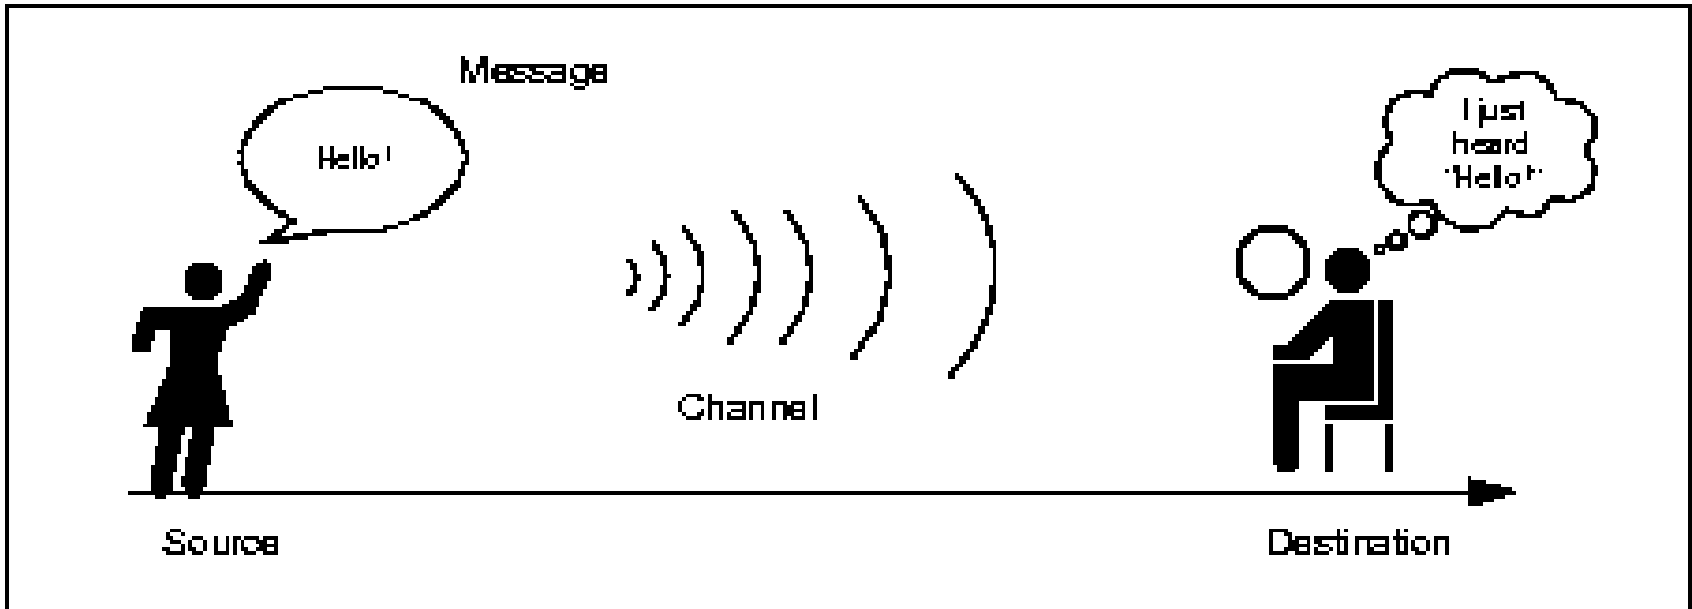 Message
Hello!
I just
heard
"Hello!"
Channel
Source
Destination